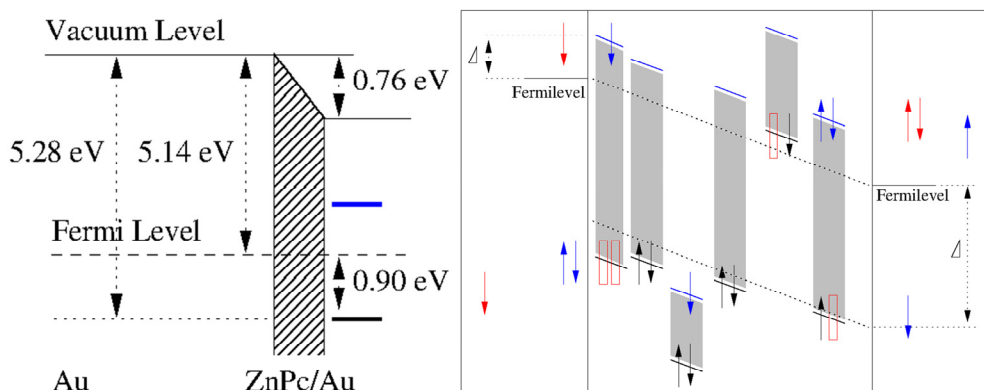 Vacuum Level
0.76 eV
5.28 eV
5.14 eV
Fermi Level
0.90 eV
Au
ZnPc/Au
Δ
Fermilevel
Fermilevel
Δ